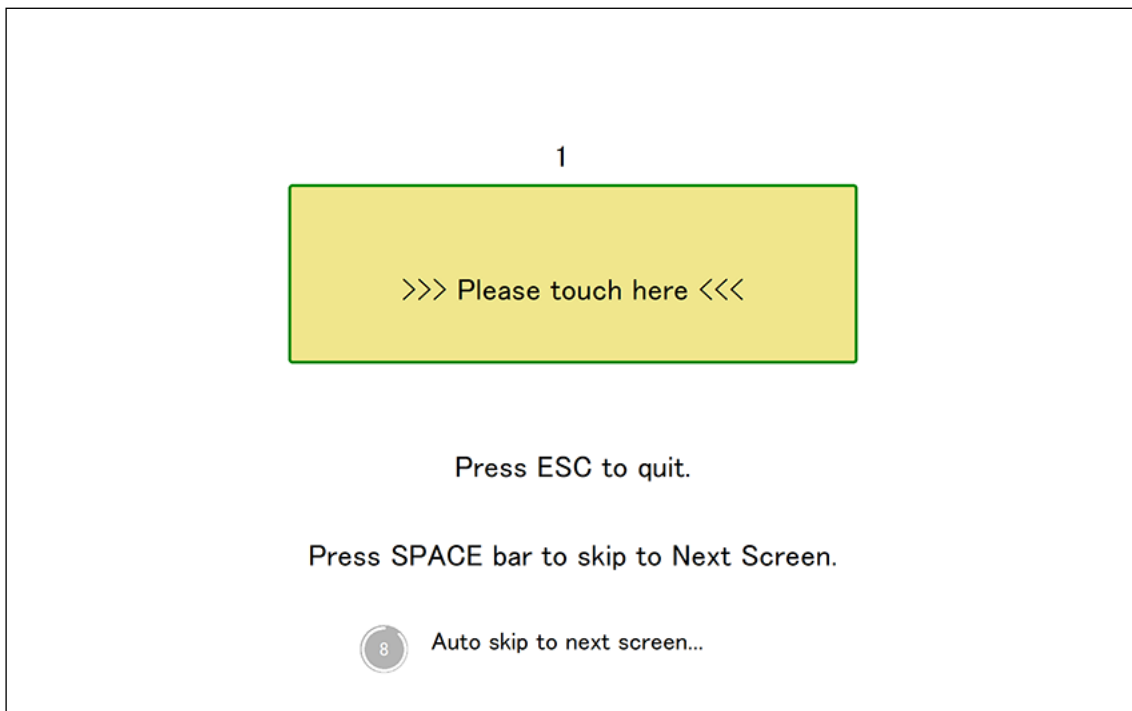 1
>>> Please touch here <<<
Press ESC to quit.
Press SPACE bar to skip to Next Screen.
8 Auto skip to next screen...